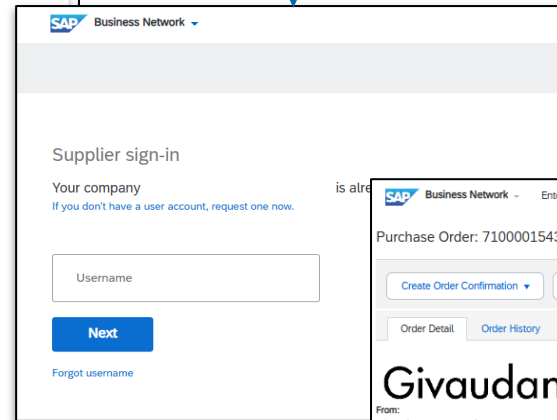 SAP Business Network
Supplier sign-in
Your company is alre
If you don't have a user account, request one now.
Username
Next
Forgot username
SAP Business Network Ent
Purchase Order: 7100001543
Create Order Confirmation
Order Detail Order History
Givaudan
From: